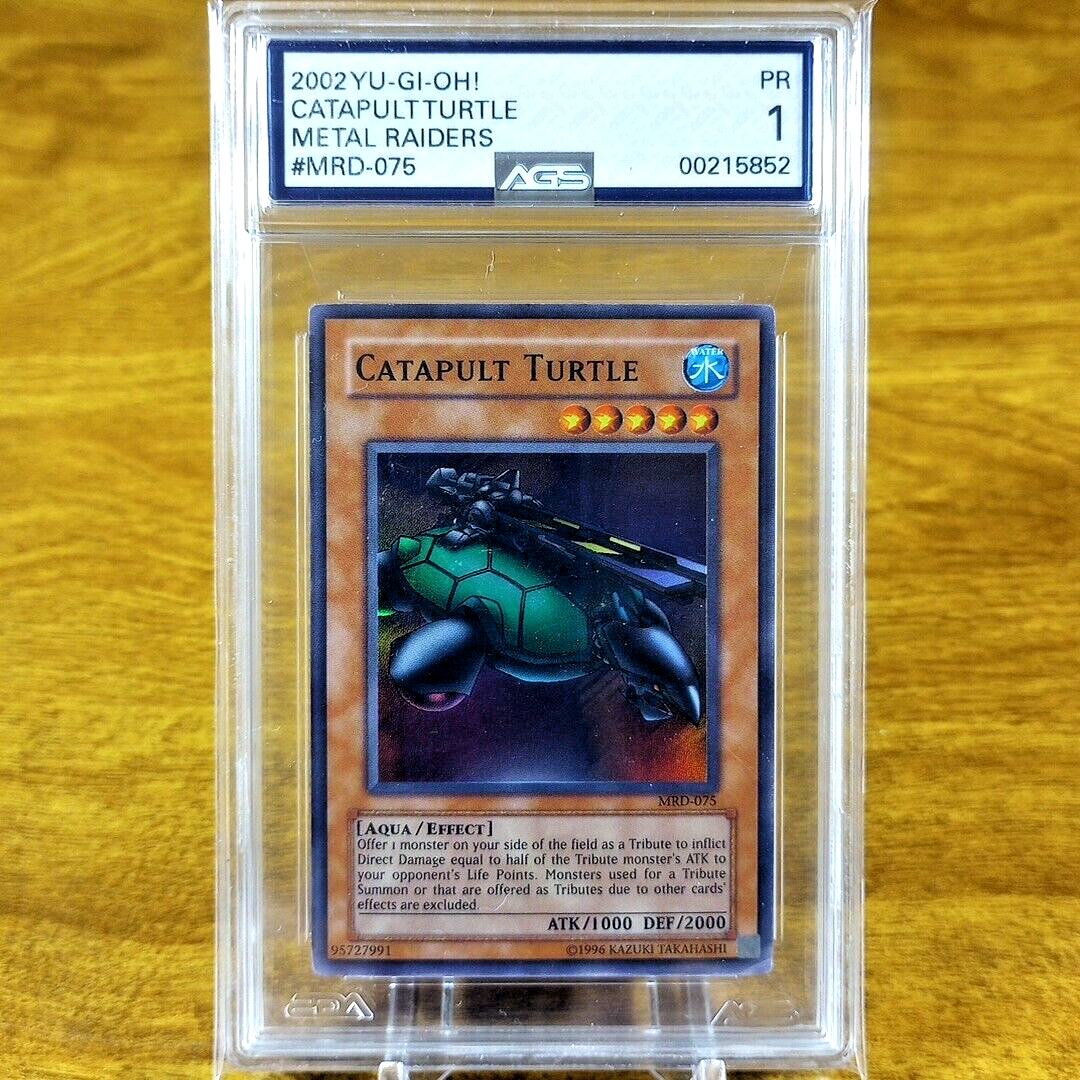 2002 YU-GI-OH!
PR
CATAPULT TURTLE
1
METAL RAIDERS
#MRD-075
AGS
00215852
CATAPULT TURTLE
WATER
水
MRD-075
[AQUA/EFFECT]
Offer 1 monster on your side of the field as a Tribute to inflict
Direct Damage equal to half of the Tribute monster's ATK to
your opponent's Life Points. Monsters used for a Tribute
Summon or that are offered as Tributes due to other cards'
effects are excluded.
ATK/1000 DEF/2000
95727991
©1996 KAZUKI TAKAHASHI